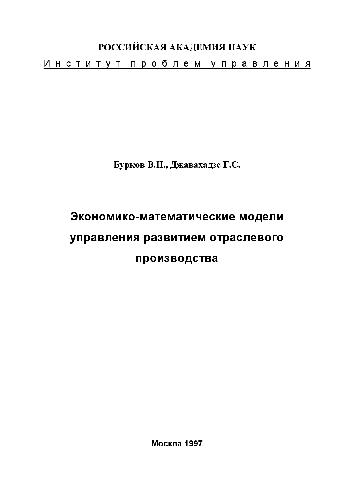 РОССИЙСКАЯ АКАДЕМИЯ НАУК
Институт проблем управления
Бурков В.Н., Джавахадзе Г.С.
Экономико-математические модели
управления развитием отраслевого
производства
Москва 1997